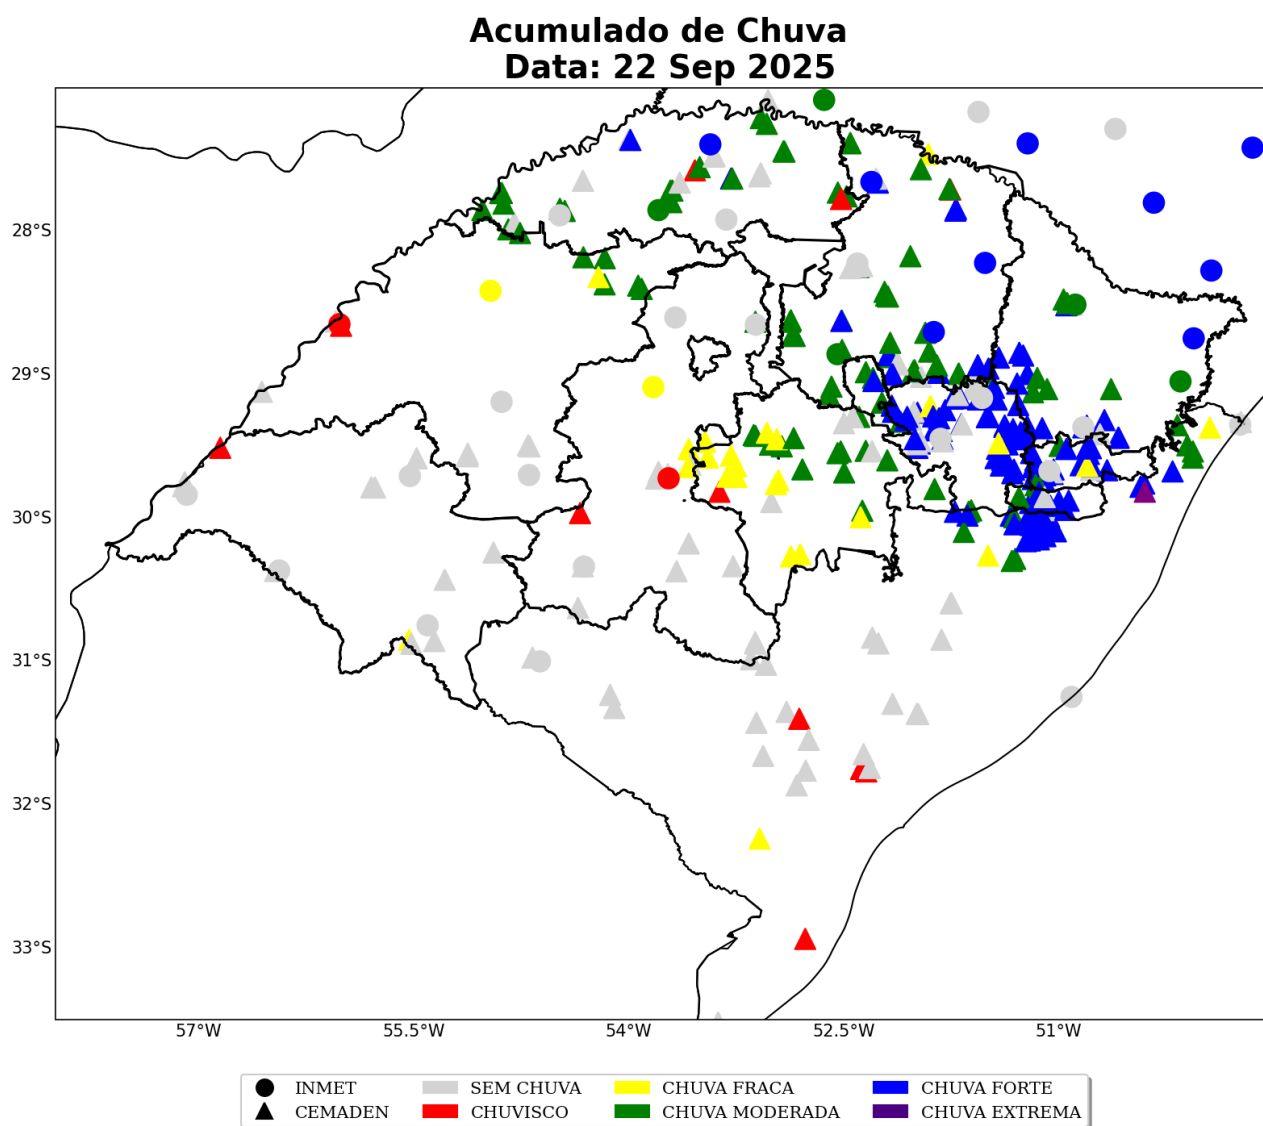 Acumulado de Chuva
Data: 22 Sep 2025
28°S
29°S
30°S
31°S
32°S
33°S
57°W 55.5°W 54°W 52.5°W 51°W
INMET SEM CHUVA CHUVA FRACA CHUVA FORTE
CEMADEN CHUVISCO CHUVA MODERADA CHUVA EXTREMA